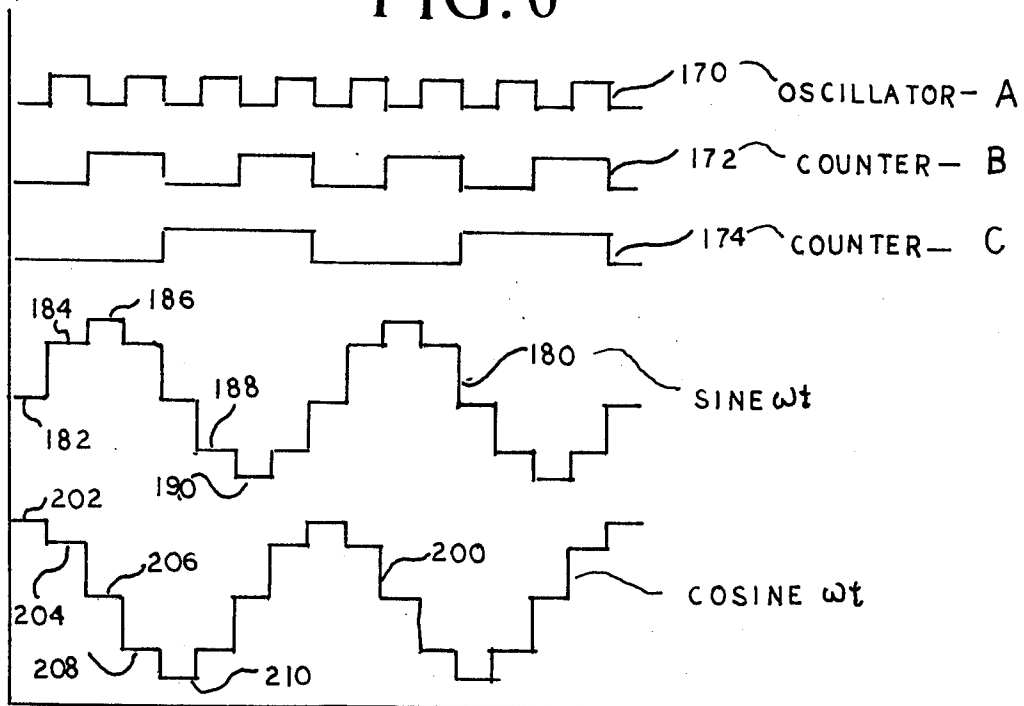 FIG. 6
170 OSCILLATOR- A
172 COUNTER- B
174 COUNTER- C
184
186
180
SINE ωt
188
182
190
202
206
200
204
COSINE ωt
208
210